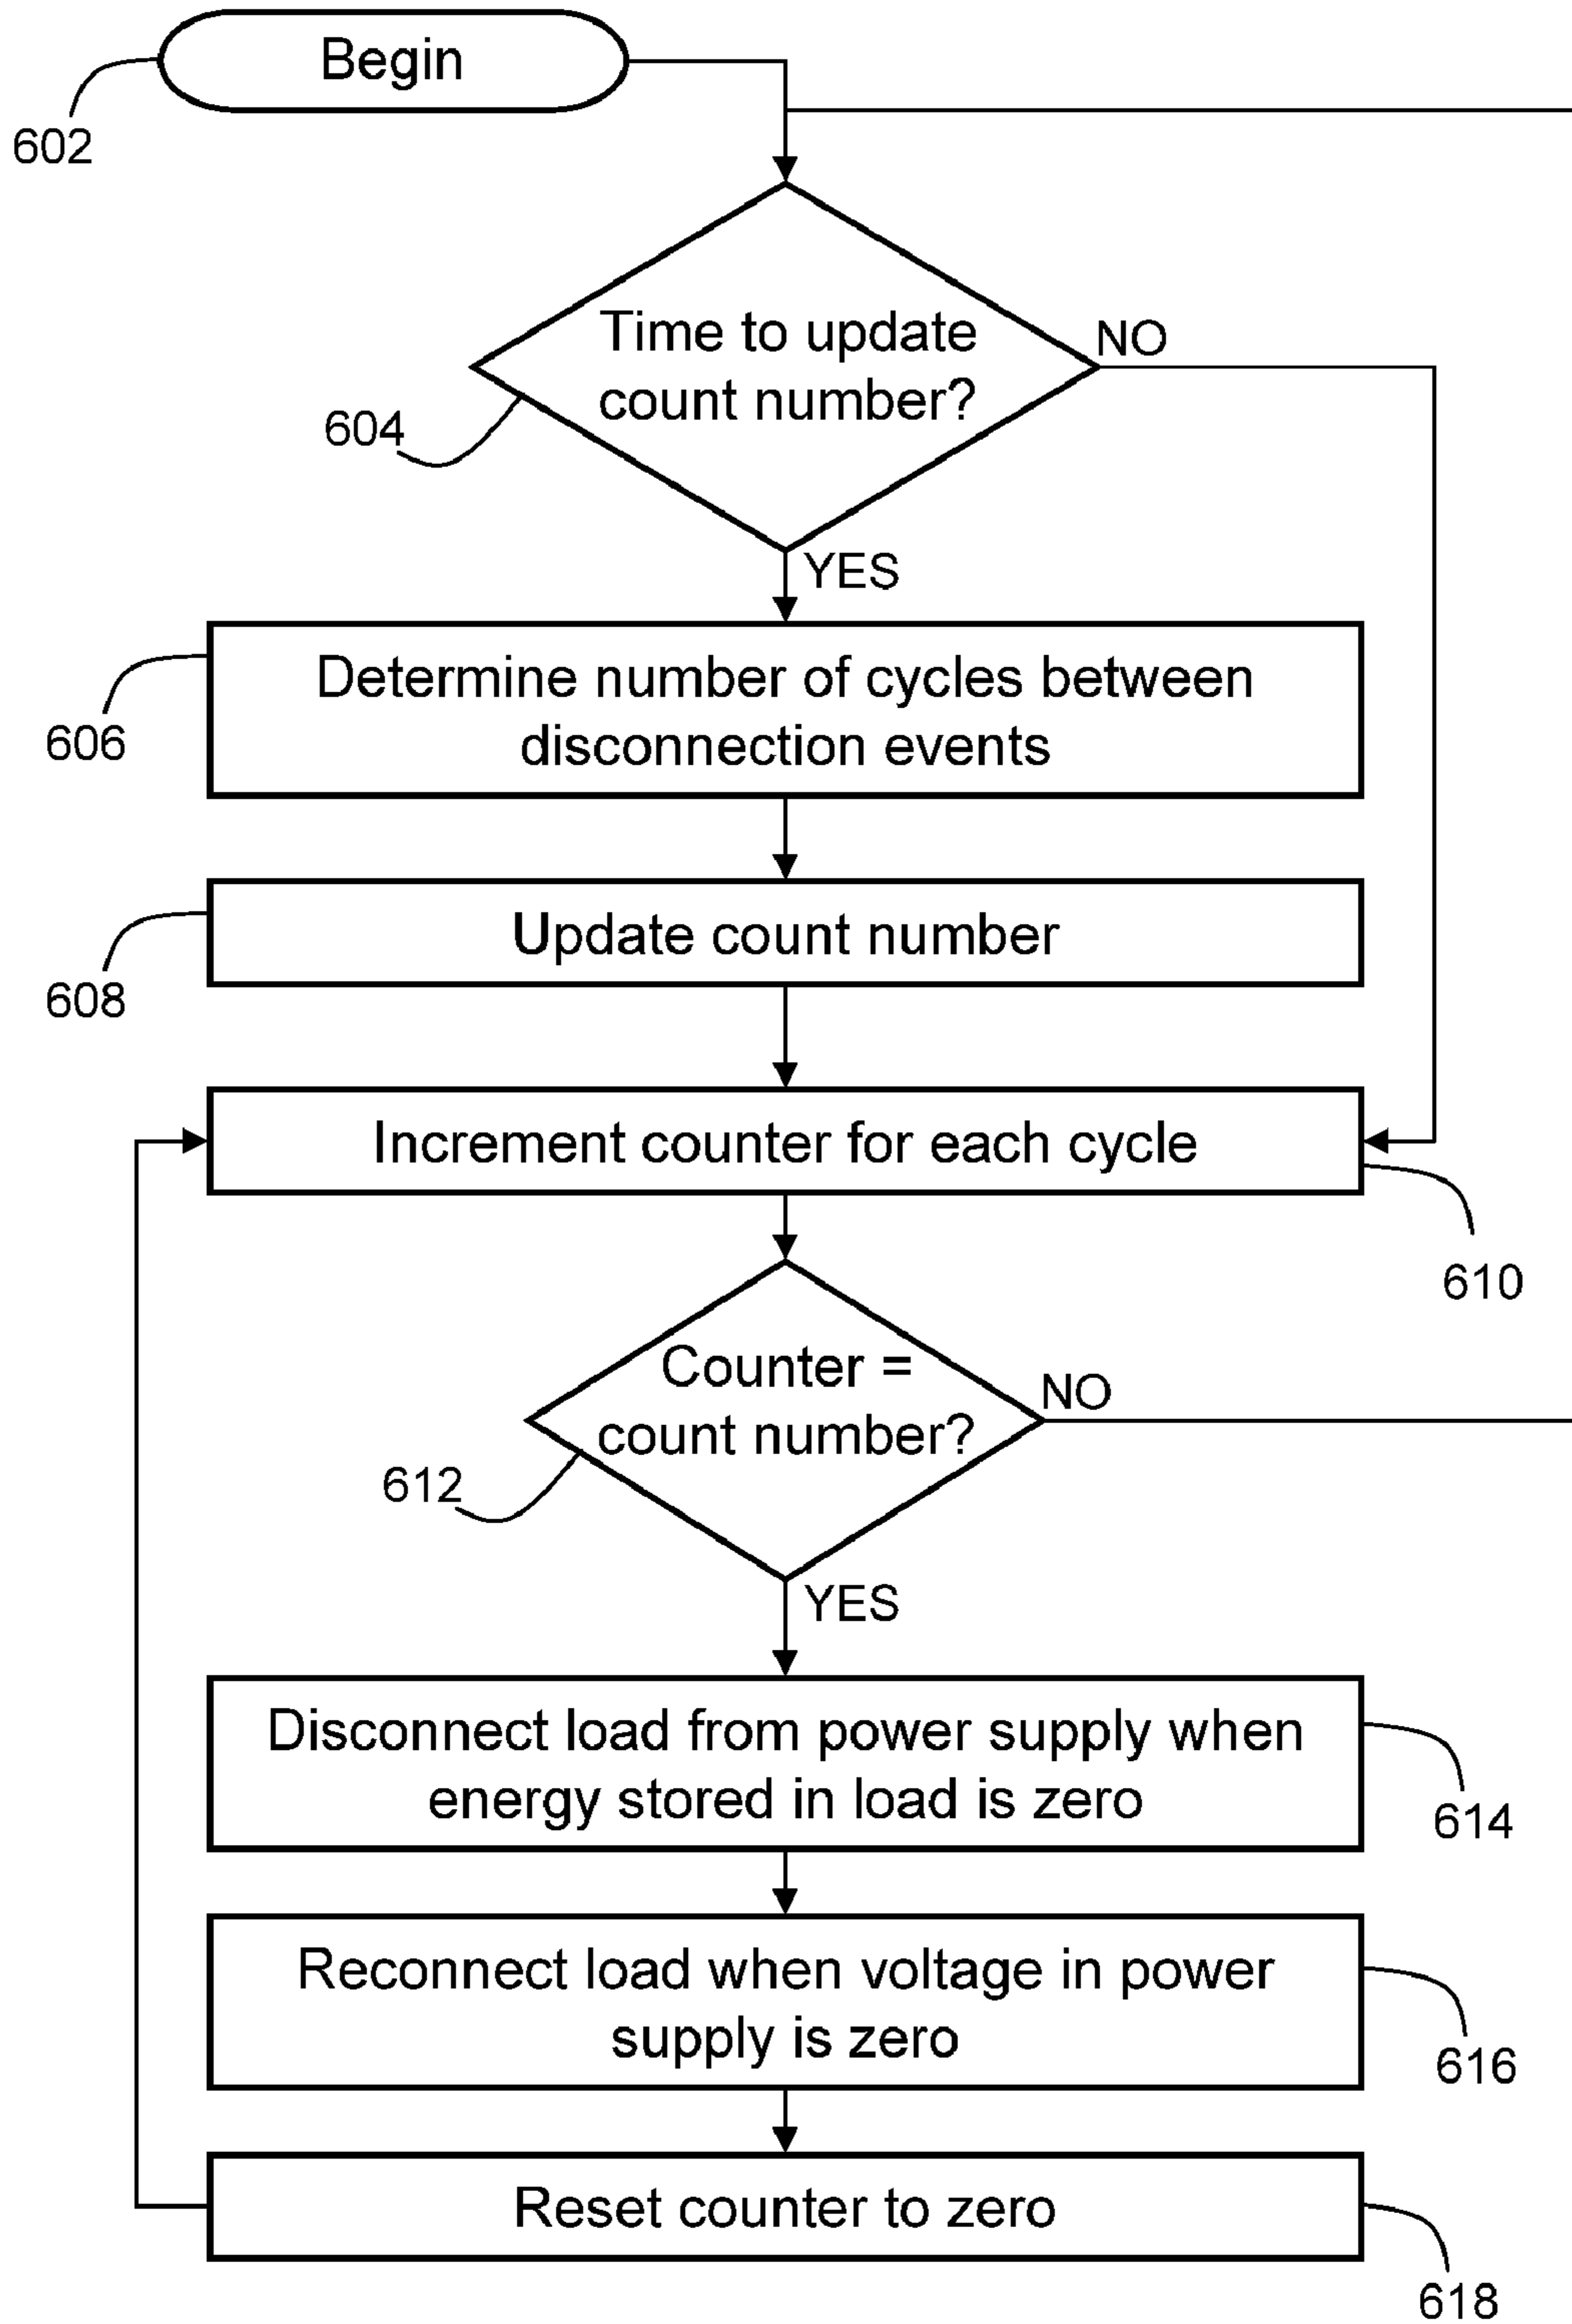 Begin
602
Time to update
count number?
NO
604
YES
Determine number of cycles between
disconnection events
606
Update count number
608
Increment counter for each cycle
610
Counter =
count number?
NO
612
YES
Disconnect load from power supply when
energy stored in load is zero
614
Reconnect load when voltage in power
supply is zero
616
Reset counter to zero
618